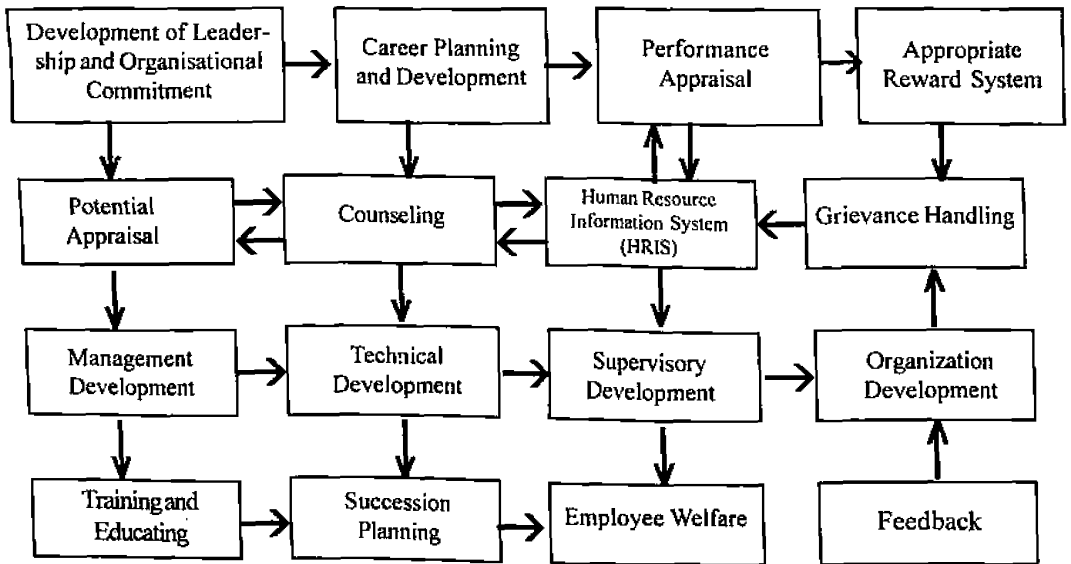 Development of Leader-
ship and Organisational
Commitment
Career Planning
and Development
Performance
Appraisal
Appropriate
Reward System
Potential
Appraisal
Counseling
Human Resource
Information System
(HRIS)
Grievance Handling
Management
Development
Technical
Development
Supervisory
Development
Organization
Development
Training and
Educating
Succession
Planning
Employee Welfare
Feedback